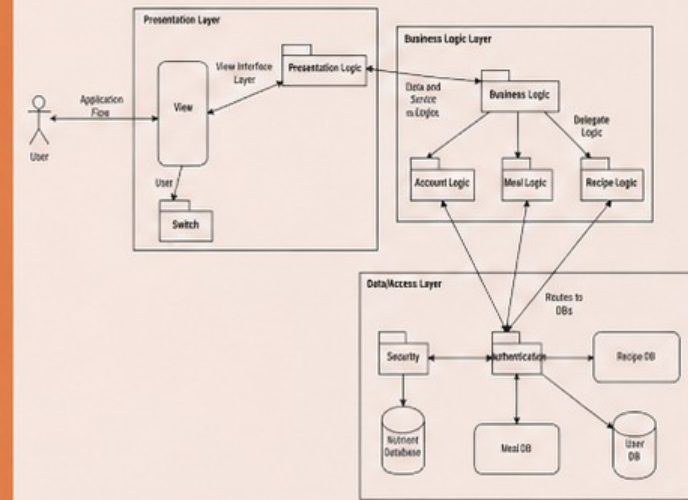 Presentation Layer
View
View Interface
Layer
Presentation Logic
Application
Flow
User
User
Switch
Business Logic Layer
Data and
Service
Business Logic
Delegate
Logic
Account Logic
Meal Logic
Recipe Logic
Data/Access Layer
Routes to
DBs
Security
Authentication
Recipe DB
Nutrient
Database
Meal DB
User
DB